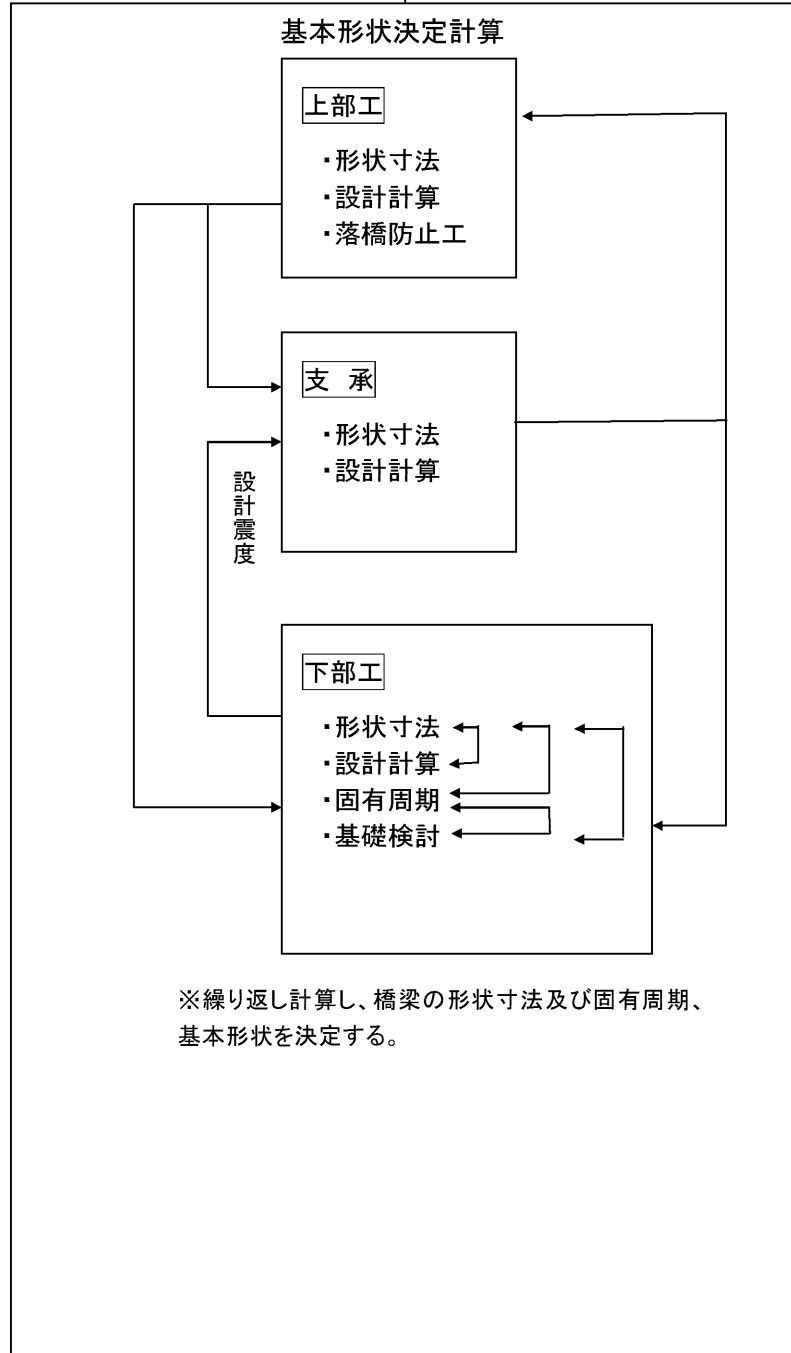 基本形状決定計算
上部工
・形状寸法
・設計計算
・落橋防止工
支 承
・形状寸法
・設計計算
設計震度
下部工
・形状寸法
・設計計算
・固有周期
・基礎検討
※繰り返し計算し、橋梁の形状寸法及び固有周期、
基本形状を決定する。